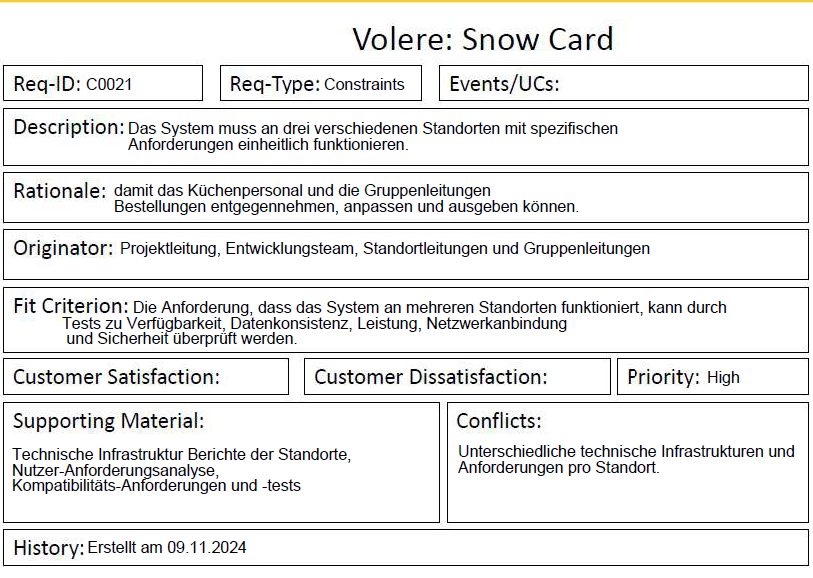 Volere: Snow Card
Req-ID: C0021 Req-Type: Constraints Events/UCs:
Description: Das System muss an drei verschiedenen Standorten mit spezifischen
Anforderungen einheitlich funktionieren.
Rationale: damit das Küchenpersonal und die Gruppenleitungen
Bestellungen entgegennehmen, anpassen und ausgeben können.
Originator: Projektleitung, Entwicklungsteam, Standortleitungen und Gruppenleitungen
Fit Criterion: Die Anforderung, dass das System an mehreren Standorten funktioniert, kann durch
Tests zu Verfügbarkeit, Datenkonsistenz, Leistung, Netzwerkanbindung
und Sicherheit überprüft werden.
Customer Satisfaction: Customer Dissatisfaction: Priority: High
Supporting Material:
Technische Infrastruktur Berichte der Standorte,
Nutzer-Anforderungsanalyse,
Kompatibilitäts-Anforderungen und -tests
Conflicts:
Unterschiedliche technische Infrastrukturen und
Anforderungen pro Standort.
History: Erstellt am 09.11.2024